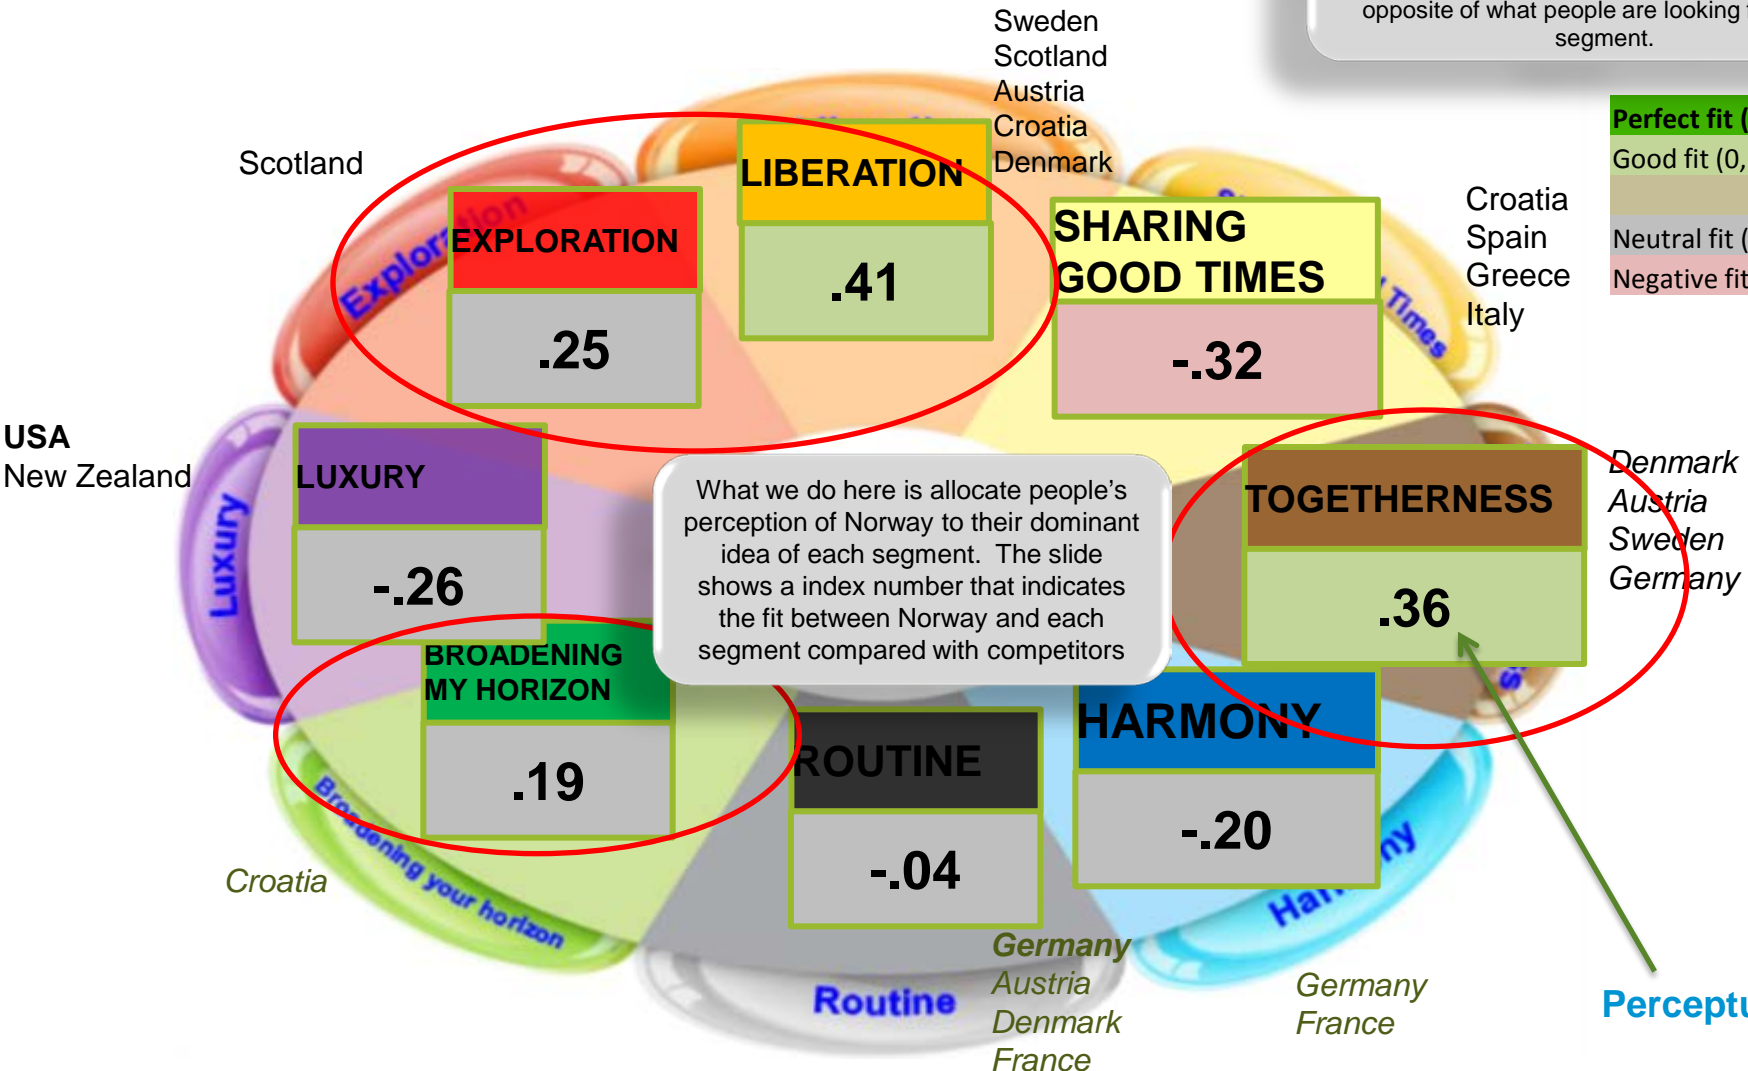 opposite of what people are looking
segment.
Sweden
Scotland
Austria
Croatia
Denmark
Perfect fit (
Good fit (0,
Neutral fit (
Negative fit
Scotland
Exploration
LIBERATION
.41
EXPLORATION
.25
SHARING
GOOD TIMES
-.32
Times
Croatia
Spain
Greece
Italy
USA
New Zealand
Luxury
LUXURY
-.26
What we do here is allocate people's
perception of Norway to their dominant
idea of each segment. The slide
shows a index number that indicates
the fit between Norway and each
segment compared with competitors
TOGETHERNESS
.36
Denmark
Austria
Sweden
Germany
BROADENING
MY HORIZON
.19
Broadening your horizon
Croatia
ROUTINE
-.04
Routine
Germany
Austria
Denmark
France
HARMONY
-.20
Germany
France